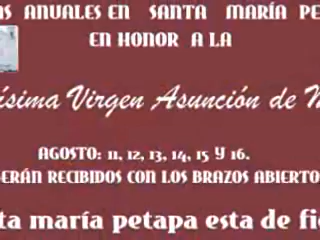 AS ANUALES EN SANTA MARÍA PE
EN HONOR A LA
ísima Virgen Asunción de M
AGOSTO: 11, 12, 13, 14, 15 Y 16.
ERÁN RECIBIDOS CON LOS BRAZOS ABIERTO
ta maría petapa esta de fie